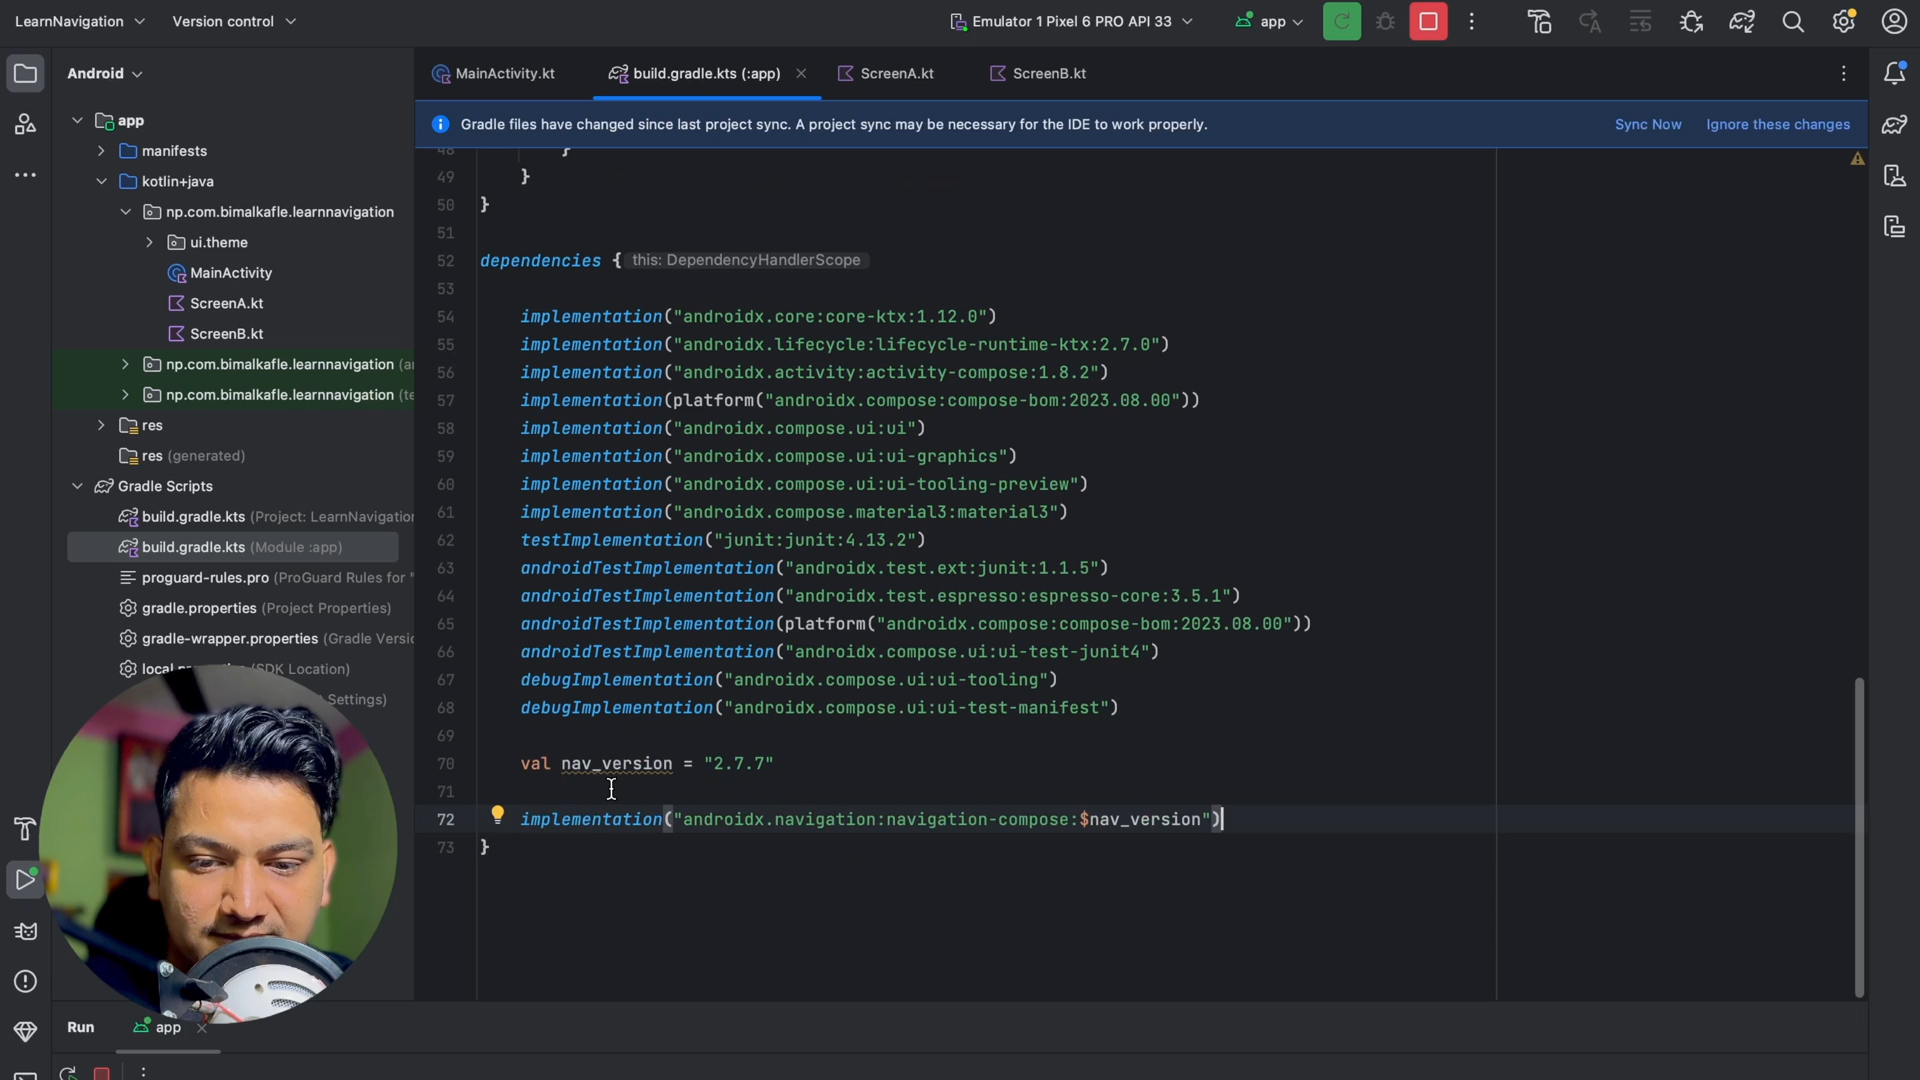 LearnNavigation
Version control
Emulator 1 Pixel 6 PRO API 33
app
Android
MainActivity.kt
build.gradle.kts (:app)
ScreenA.kt
ScreenB.kt
Gradle files have changed since last project sync. A project sync may be necessary for the IDE to work properly.
Sync Now
Ignore these changes
app
manifests
kotlin+java
np.com.bimalkafle.learnnavigation
ui.theme
MainActivity
ScreenA.kt
ScreenB.kt
np.com.bimalkafle.learnnavigation (a
np.com.bimalkafle.learnnavigation (te
res
res (generated)
Gradle Scripts
build.gradle.kts (Project: LearnNavigation
build.gradle.kts (Module :app)
proguard-rules.pro (ProGuard Rules for "
gradle.properties (Project Properties)
gradle-wrapper.properties (Gradle Versio
(SDK Location)
Settings)
48 }
49 }
50 }
51
52 dependencies { this: DependencyHandlerScope
53
54 implementation("androidx.core:core-ktx:1.12.0")
55 implementation("androidx.lifecycle:lifecycle-runtime-ktx:2.7.0")
56 implementation("androidx.activity:activity-compose:1.8.2")
57 implementation(platform("androidx.compose:compose-bom:2023.08.00"))
58 implementation("androidx.compose.ui:ui")
59 implementation("androidx.compose.ui:ui-graphics")
60 implementation("androidx.compose.ui:ui-tooling-preview")
61 implementation("androidx.compose.material3:material3")
62 testImplementation("junit:junit:4.13.2")
63 androidTestImplementation("androidx.test.ext:junit:1.1.5")
64 androidTestImplementation("androidx.test.espresso:espresso-core:3.5.1")
65 androidTestImplementation(platform("androidx.compose:compose-bom:2023.08.00"))
66 androidTestImplementation("androidx.compose.ui:ui-test-junit4")
67 debugImplementation("androidx.compose.ui:ui-tooling")
68 debugImplementation("androidx.compose.ui:ui-test-manifest")
69
70 val nav_version = "2.7.7"
71
72 implementation("androidx.navigation:navigation-compose:$nav_version")
73 }
Run
app